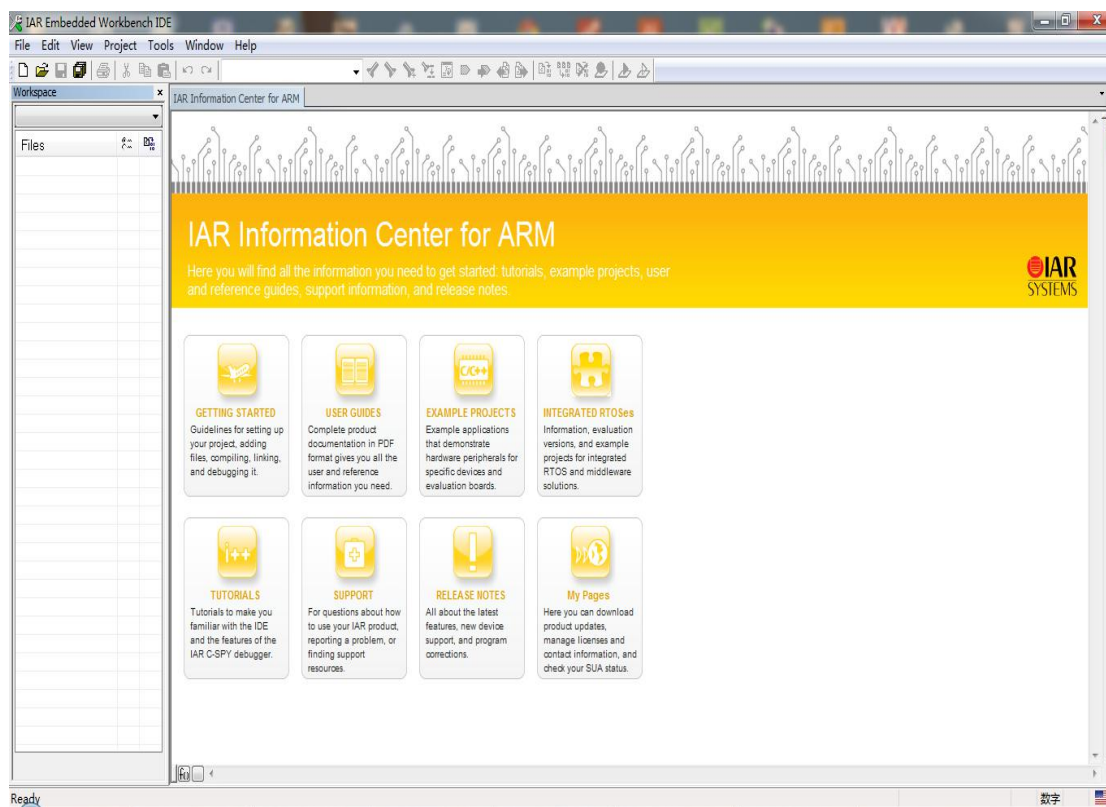 IAR Embedded Workbench IDE
File Edit View Project Tools Window Help
Workspace
IAR Information Center for ARM
Files
IAR Information Center for ARM
Here you will find all the information you need to get started: tutorials, example projects, user
and reference guides, support information, and release notes.
IAR
SYSTEMS
GETTING STARTED
Guidelines for setting up
your project, adding
files, compiling, linking,
and debugging it.
USER GUIDES
Complete product
documentation in PDF
format gives you all the
user and reference
information you need.
C/C++
EXAMPLE PROJECTS
Example applications
that demonstrate
hardware peripherals for
specific devices and
evaluation boards.
INTEGRATED RTOSes
Information, evaluation
versions, and example
projects for integrated
RTOS and middleware
solutions.
i++
TUTORIALS
Tutorials to make you
familiar with the IDE
and the features of the
IAR C-SPY debugger.
SUPPORT
For questions about how
to use your IAR product,
reporting a problem, or
finding support
resources.
RELEASE NOTES
All about the latest
features, new device
support, and program
corrections.
My Pages
Here you can download
product updates,
manage licenses and
contact information, and
check your SUA status.
Ready
数字